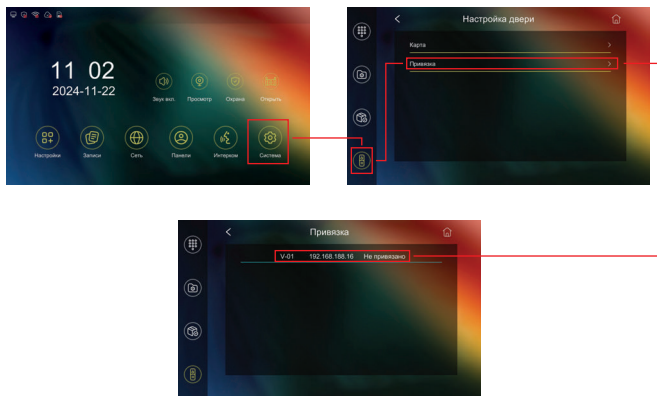 11 02
2024-11-22
Звук вкл. Просмотр Охрана Открыть
Настройки Записи Сеть Панели Интерком Система
Настройка двери
Карта
Привязка
Привязка
V-01 192.168.188.16 Не привязано